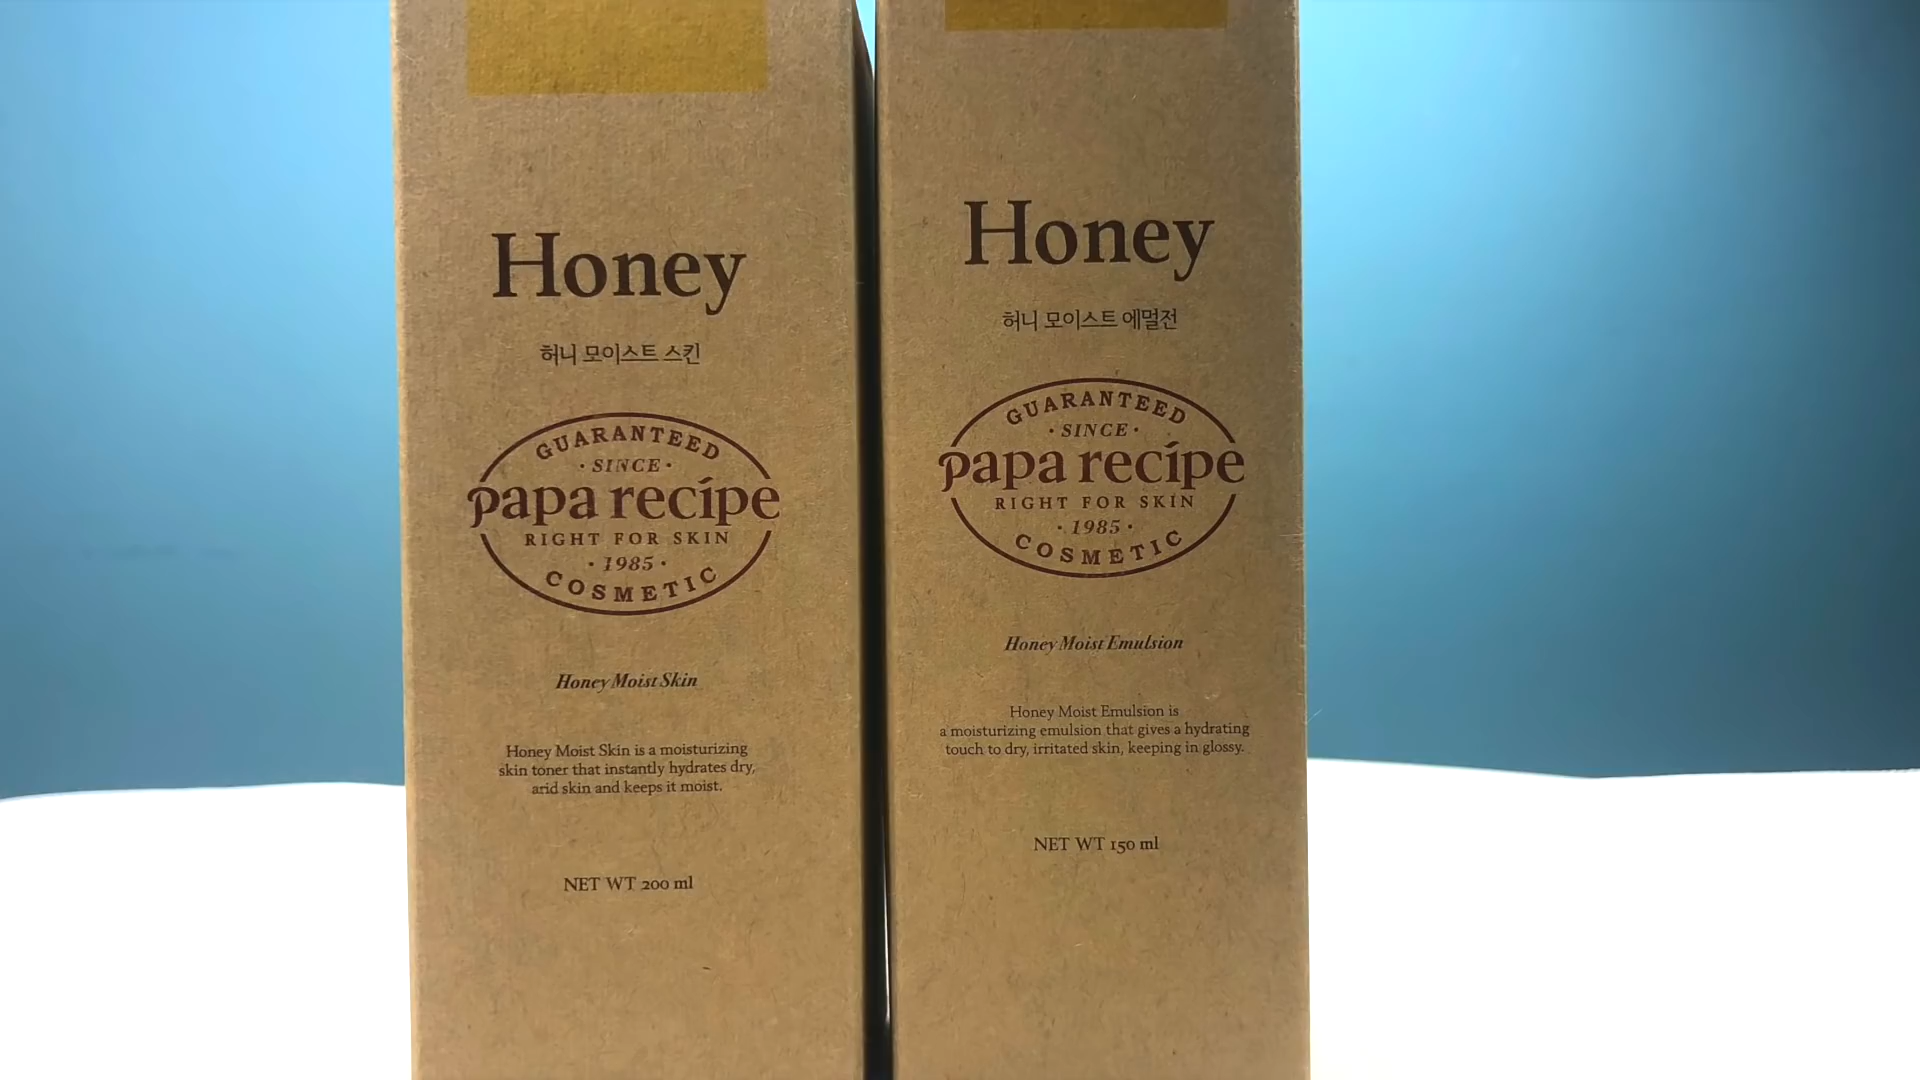 Honey
허니 모이스트 스킨
GUARANTEED
· SINCE ·
papa recipe
RIGHT FOR SKIN
· 1985 ·
COSMETIC
Honey Moist Skin
Honey Moist Skin is a moisturizing
skin toner that instantly hydrates dry,
arid skin and keeps it moist.
NET WT 200 ml
Honey
허니 모이스트 에멀전
GUARANTEED
· SINCE ·
papa recipe
RIGHT FOR SKIN
· 1985 ·
COSMETIC
Honey Moist Emulsion
Honey Moist Emulsion is
a moisturizing emulsion that gives a hydrating
touch to dry, irritated skin, keeping in glossy.
NET WT 150 ml